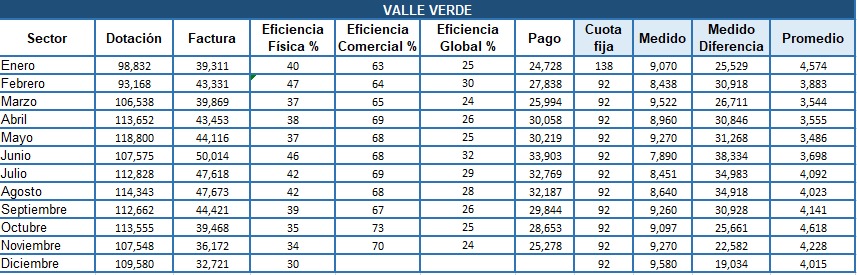 VALLE VERDE
Sector Dotación Factura Eficiencia Física % Eficiencia Comercial % Eficiencia Global % Pago Cuota fija Medido Medido Diferencia Promedio
Enero 98,832 39,311 40 63 25 24,728 138 9,070 25,529 4,574
Febrero 93,168 43,331 47 64 30 27,838 92 8,438 30,918 3,883
Marzo 106,538 39,869 37 65 24 25,994 92 9,522 26,711 3,544
Abril 113,652 43,453 38 69 26 30,058 92 8,960 30,846 3,555
Mayo 118,800 44,116 37 68 25 30,219 92 9,270 31,268 3,486
Junio 107,575 50,014 46 68 32 33,903 92 7,890 38,334 3,698
Julio 112,828 47,618 42 69 29 32,769 92 8,451 34,983 4,092
Agosto 114,343 47,673 42 68 28 32,187 92 8,640 34,918 4,023
Septiembre 112,662 44,421 39 67 26 29,844 92 9,260 30,928 4,141
Octubre 113,555 39,468 35 73 25 28,653 92 9,097 25,661 4,618
Noviembre 107,548 36,172 34 70 24 25,278 92 9,270 22,582 4,228
Diciembre 109,580 32,721 30 92 9,580 19,034 4,015